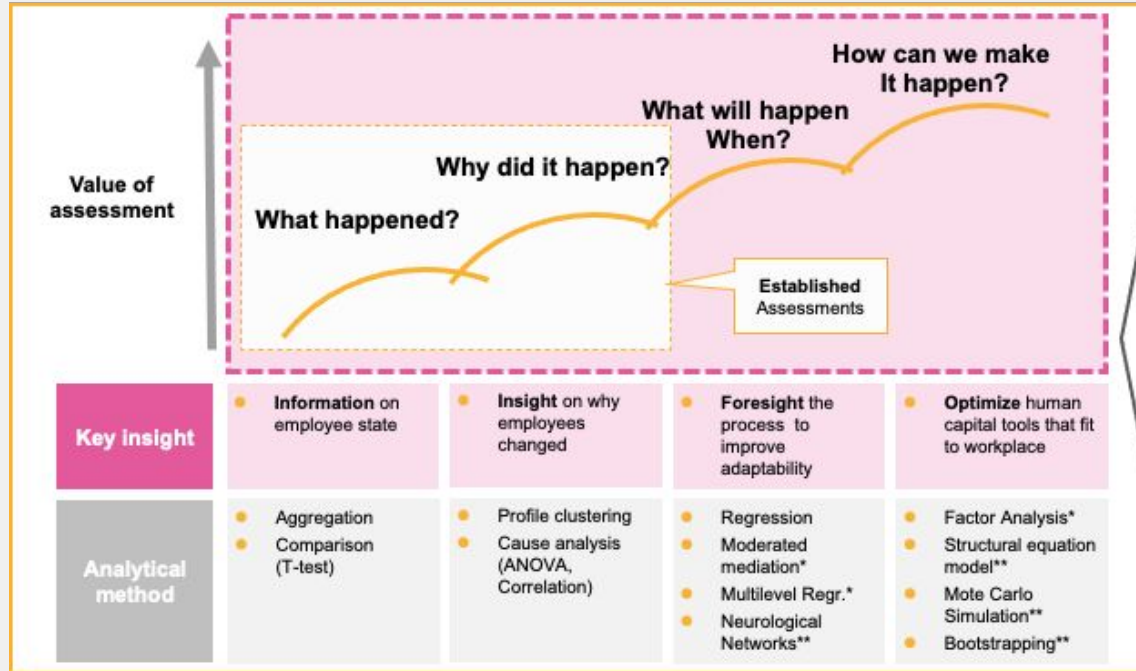 How can we make
It happen?
What will happen
When?
Why did it happen?
What happened?
Value of
assessment
Established
Assessments
Key insight
Information on
employee state
Insight on why
employees
changed
Foresight the
process to
improve
adaptability
Optimize human
capital tools that fit
to workplace
Analytical
method
Aggregation
Comparison
(T-test)
Profile clustering
Cause analysis
(ANOVA,
Correlation)
Regression
Moderated
mediation*
Multilevel Regr.*
Neurological
Networks**
Factor Analysis*
Structural equation
model**
Mote Carlo
Simulation**
Bootstrapping**